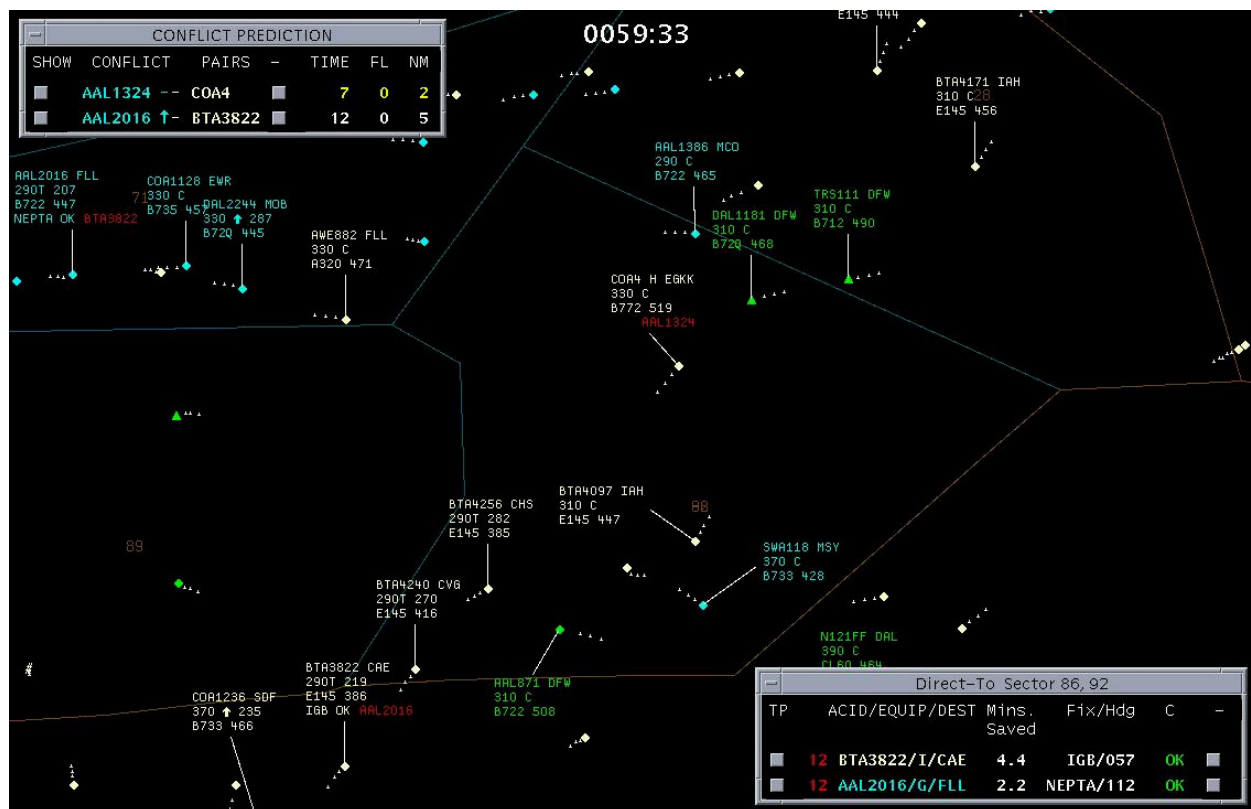 CONFLICT PREDICTION
SHOW CONFLICT PAIRS - TIME FL NM
AAL1324 -- COA4 7 0 2
AAL2016 ↑- BTA3822 12 0 5
0059:33
E145 444
BTA4171 IAH
310 C
28
E145 456
AAL1386 MCO
290 C
B722 465
AAL2016 FLL
290T 207
B722 447
NEPTA OK BTA3822
71
COA1128 EWR
330 C
B735 457
DAL2244 MOB
330 ↑ 287
B72Q 445
TRS111 DFW
310 C
B712 490
DAL1181 DFW
310 C
B72Q 468
AWE882 FLL
330 C
A320 471
COA4 H EGKK
330 C
B772 519
AAL1324
BTA4256 CHS
290T 282
E145 385
BTA4097 IAH
310 C
E145 447
89
SWA118 MSY
370 C
B733 428
BTA4240 CVG
290T 270
E145 416
N121FF DAL
390 C
CL60 464
BTA3822 CAE
290T 219
E145 386
IGB OK AAL2016
AAL871 DFW
310 C
B722 508
COA1236 SDF
370 ↑ 235
B733 466
Direct-To Sector 86, 92
TP ACID/EQUIP/DEST Mins. Saved Fix/Hdg C -
12 BTA3822/I/CAE 4.4 IGB/057 OK
12 AAL2016/G/FLL 2.2 NEPTA/112 OK